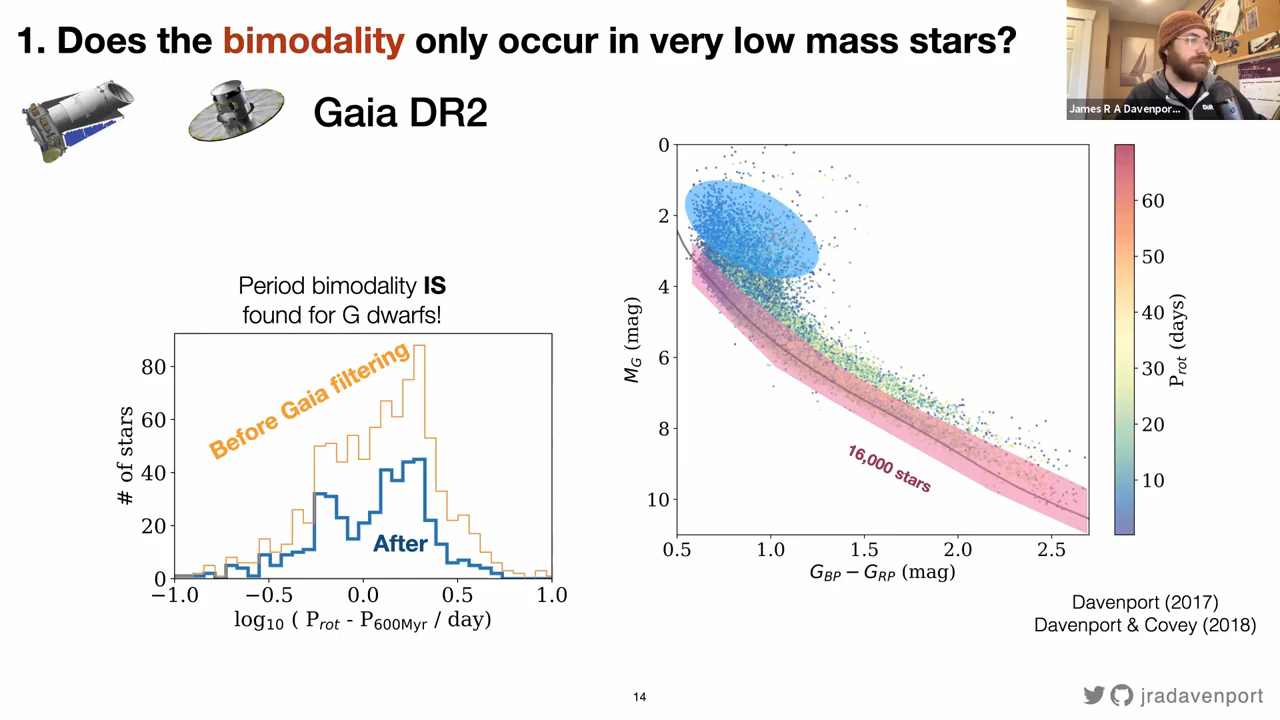 1. Does the bimodality only occur in very low mass stars?
James R A Davenpor...
Gaia DR2
Period bimodality IS
found for G dwarfs!
Before Gaia filtering
After
# of stars
80
60
40
20
0
−1.0 −0.5 0.0 0.5 1.0
log10 ( Prot - P600Myr / day)
0
2
4
6
8
10
MG (mag)
16,000 stars
0.5 1.0 1.5 2.0 2.5
GBP − GRP (mag)
60
50
40
30
20
10
Prot (days)
Davenport (2017)
Davenport & Covey (2018)
14
jradavenport